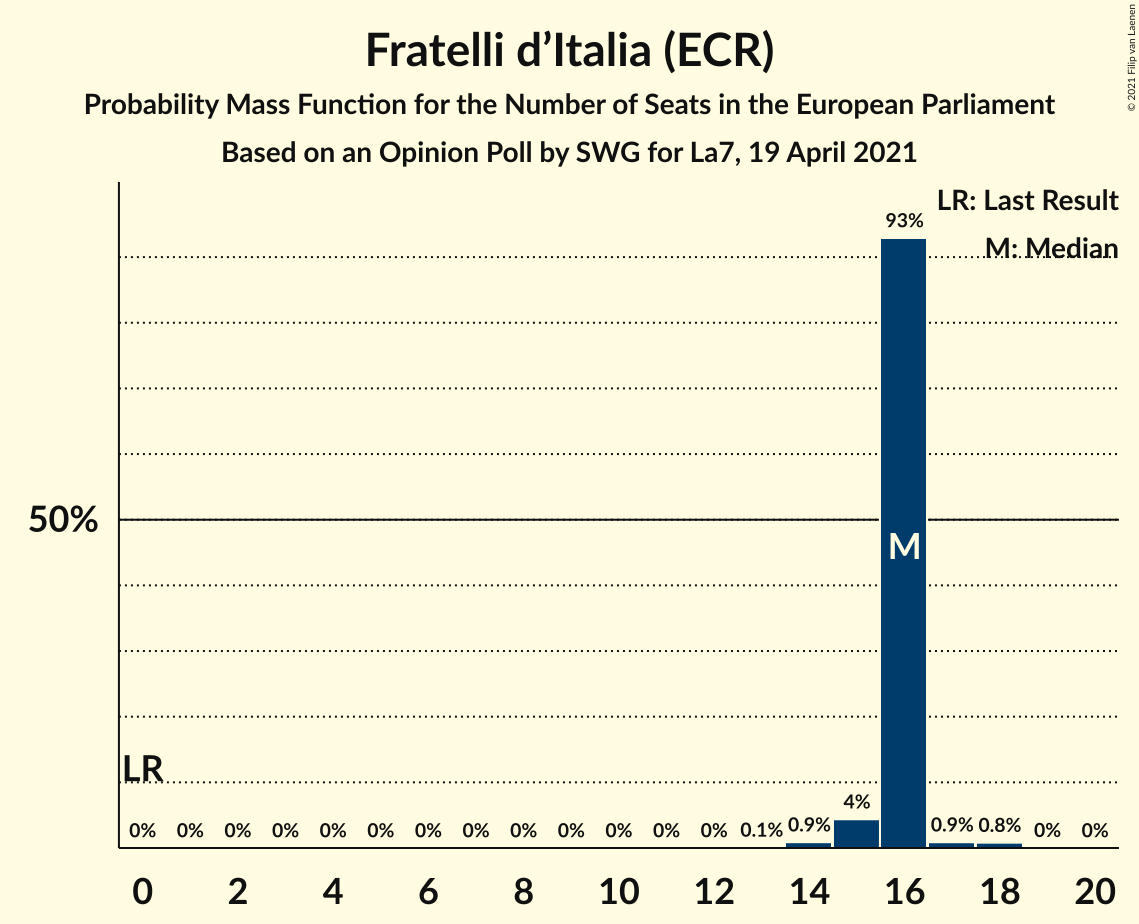 Fratelli d’Italia (ECR)
Probability Mass Function for the Number of Seats in the European Parliament
Based on an Opinion Poll by SWG for La7, 19 April 2021
© 2021 Filip van Laenen
LR: Last Result
M: Median
93%
50%
M
LR
0% 0% 0% 0% 0% 0% 0% 0% 0% 0% 0% 0% 0% 0.1% 0.9% 4% 0.9% 0.8% 0% 0%
0 2 4 6 8 10 12 14 16 18 20